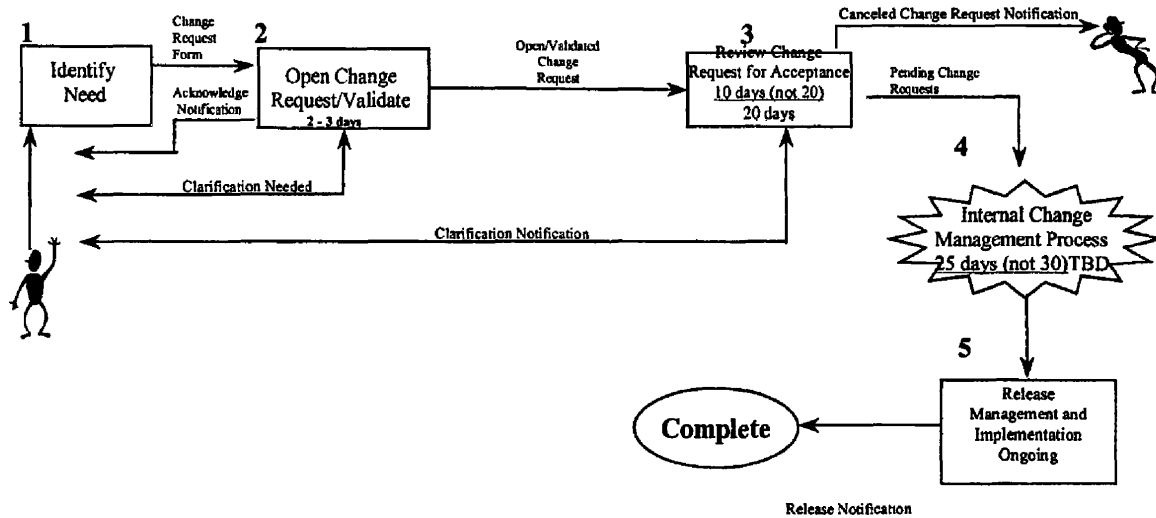 1
Identify
Need
Change
Request
Form
Acknowledge
Notification
2
Open Change
Request/Validate
2 - 3 days
Open/Validated
Change
Request
3
Review Change
Request for Acceptance
10 days (not 20)
20 days
Canceled Change Request Notification
Pending Change
Requests
Clarification Needed
Clarification Notification
4
Internal Change
Management Process
25 days (not 30)TBD
5
Release
Management and
Implementation
Ongoing
Complete
Release Notification